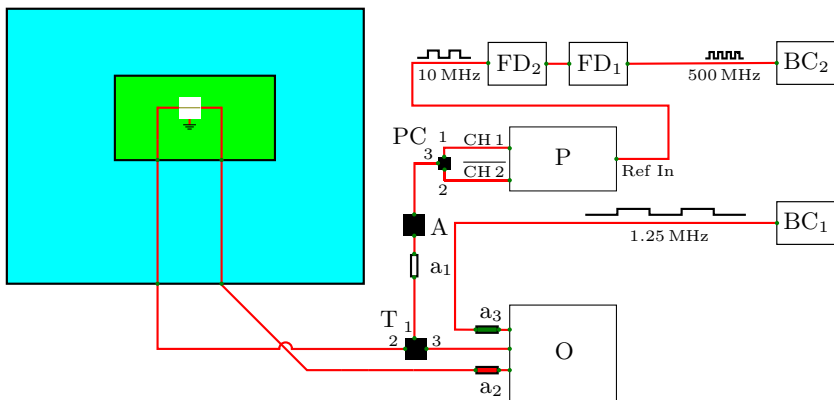 FD₂
FD₁
BC₂
10 MHz
500 MHz
PC
1
3
2
CH 1
CH 2
P
Ref In
A
BC₁
1.25 MHz
a₁
T
1
2
3
a₃
O
a₂